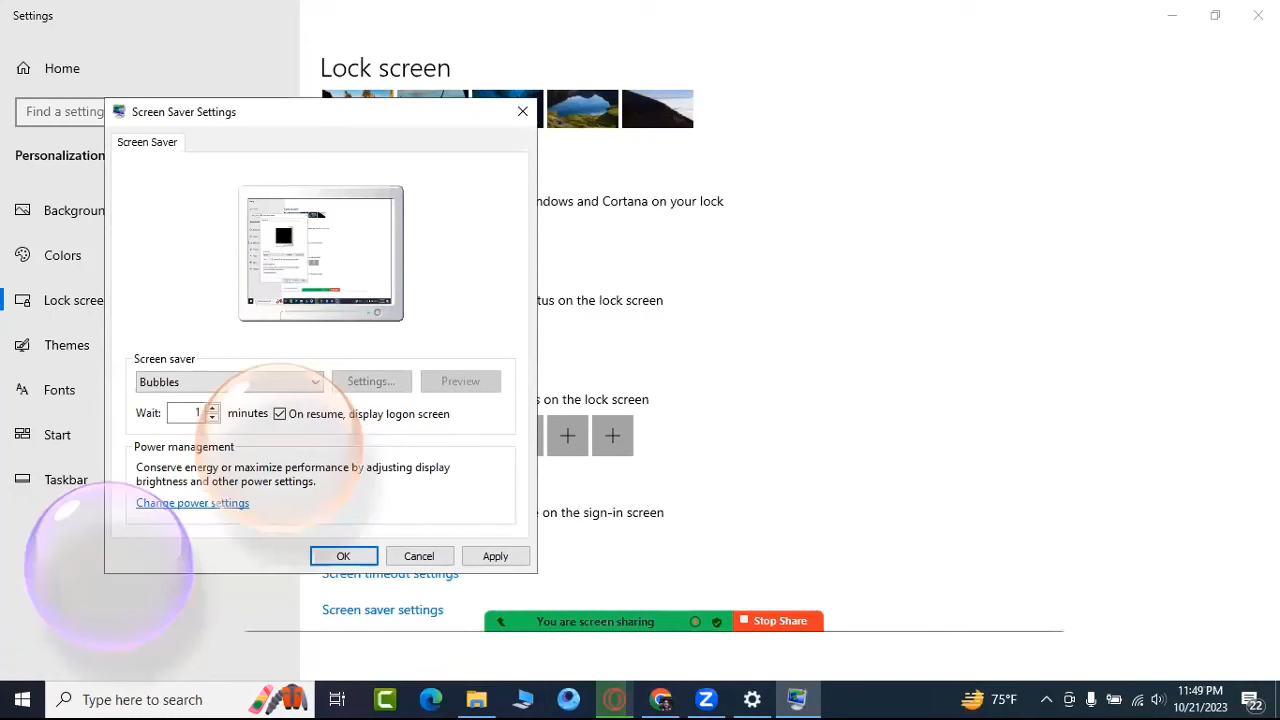 Settings
Home
Find a setting
Personalization
Backgroun
Colors
Lock scree
Themes
Fonts
Start
Taskbar
Lock screen
ndows and Cortana on your lock
tus on the lock screen
s on the lock screen
e on the sign-in screen
Screen timeout settings
Screen saver settings
Screen Saver Settings
Screen Saver
Screen saver
Bubbles
Settings...
Preview
Wait:
1
minutes
On resume, display logon screen
Power management
Conserve energy or maximize performance by adjusting display
brightness and other power settings.
Change power settings
OK
Cancel
Apply
You are screen sharing
Stop Share
Type here to search
75°F
11:49 PM
10/21/2023
22